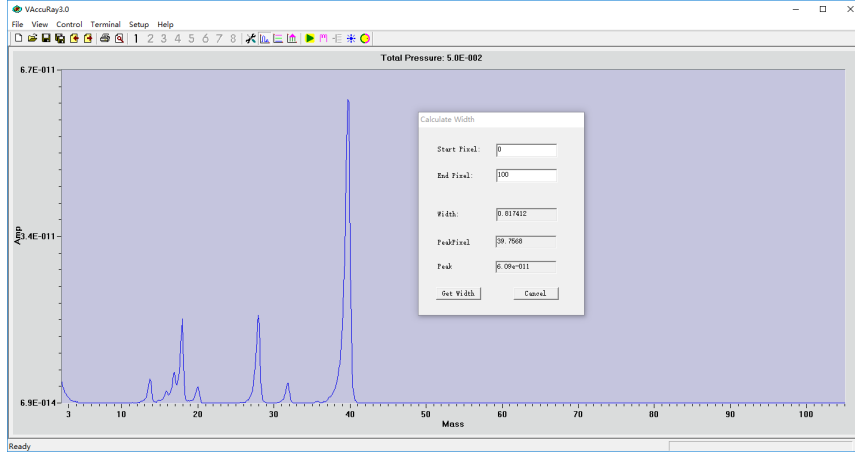 VAccuRay3.0
File View Control Terminal Setup Help
1 2 3 4 5 6 7 8
Total Pressure: 5.0E-002
6.7E-011
Calculate Width
Start Pixel: 0
End Pixel: 100
Width: 0.817412
3.4E-011
Amp
PeakPixel 39.7568
Peak 6.09e-011
Get Width Cancel
6.9E-014
3 10 20 30 40 50 60 70 80 90 100
Mass
Ready